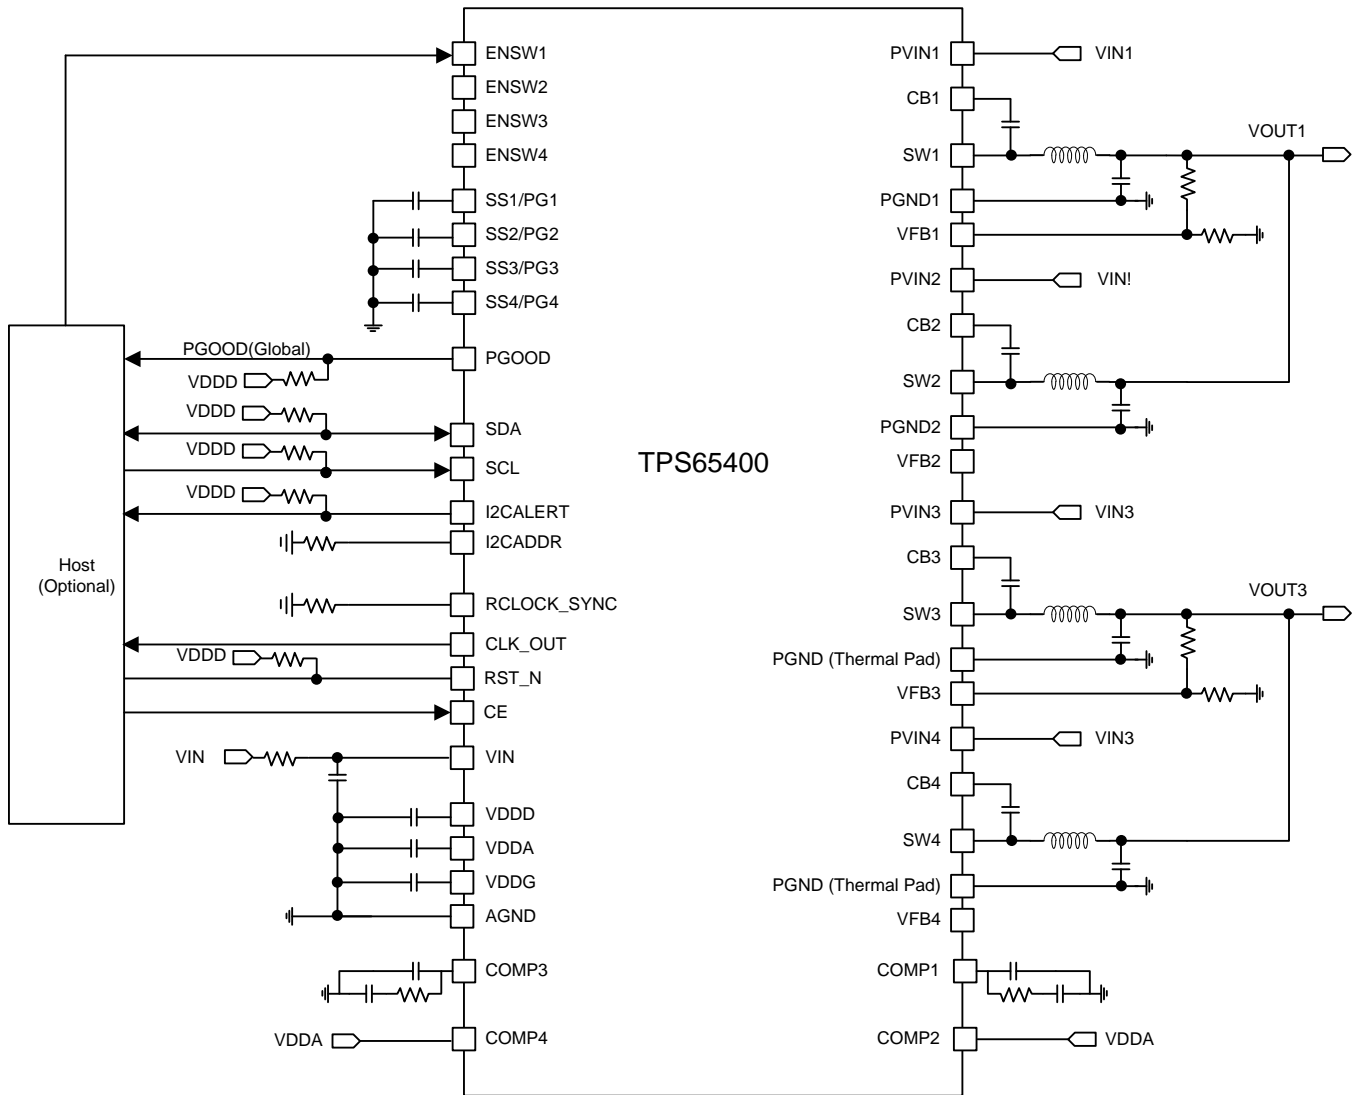 ENSW1
ENSW2
ENSW3
ENSW4
SS1/PG1
SS2/PG2
SS3/PG3
SS4/PG4
PGOOD(Global)
PGOOD
VDDD
VDDD
SDA
VDDD
SCL
VDDD
I2CALERT
I2CADDR
Host
(Optional)
RCLOCK_SYNC
CLK_OUT
VDDD
RST_N
CE
VIN
VIN
VDDD
VDDA
VDDG
AGND
COMP3
VDDA
COMP4
TPS65400
PVIN1
VIN1
CB1
VOUT1
SW1
PGND1
VFB1
PVIN2
VIN!
CB2
SW2
PGND2
VFB2
PVIN3
VIN3
CB3
VOUT3
SW3
PGND (Thermal Pad)
VFB3
PVIN4
VIN3
CB4
SW4
PGND (Thermal Pad)
VFB4
COMP1
COMP2
VDDA